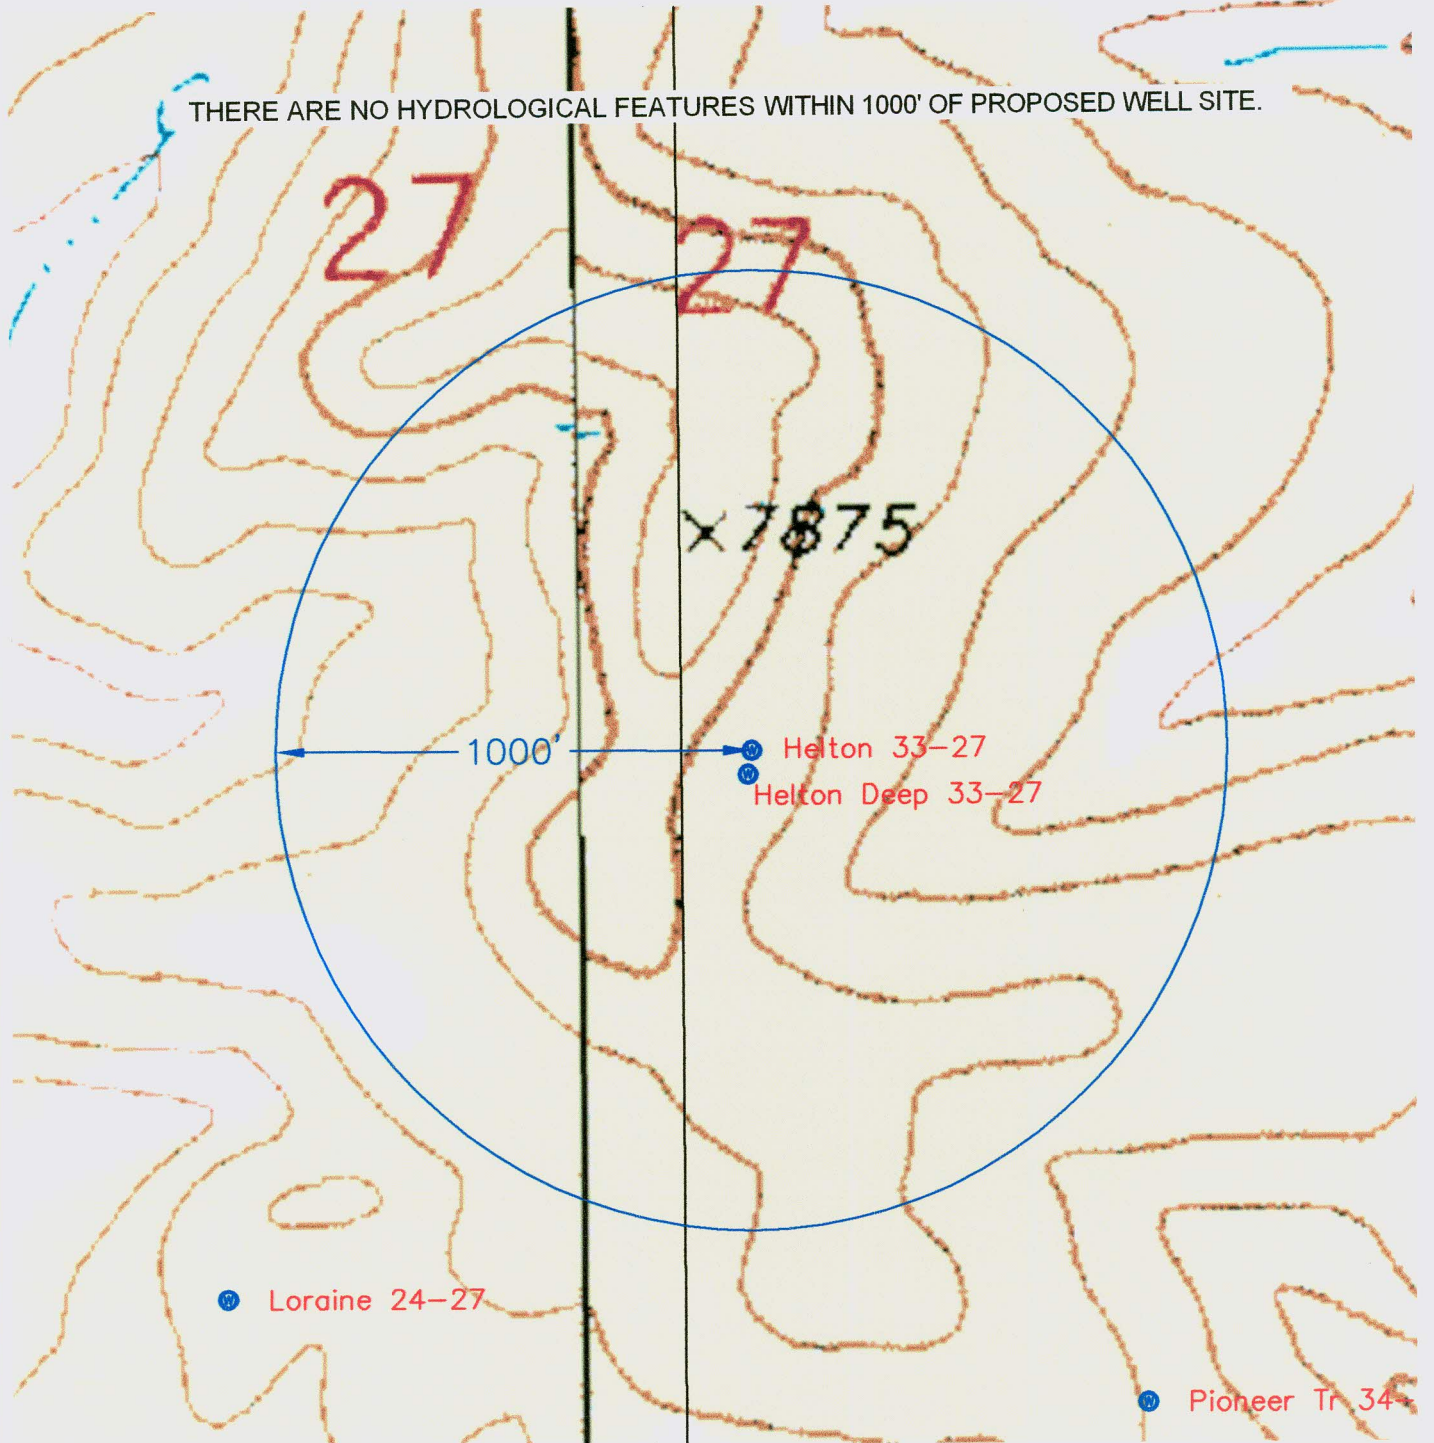 THERE ARE NO HYDROLOGICAL FEATURES WITHIN 1000' OF PROPOSED WELL SITE.
27
27
×7875
1000'
W Helton 33-27
W Helton Deep 33-27
W Loraine 24-27
W Pioneer Tr 34-